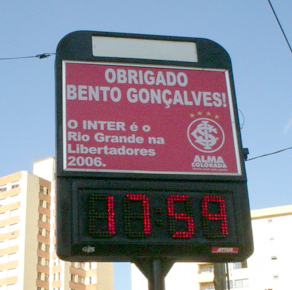 OBRIGADO
BENTO GONÇALVES!
O INTER é o
Rio Grande na
Libertadores
2006.
ALMA
COLORADA
17 59